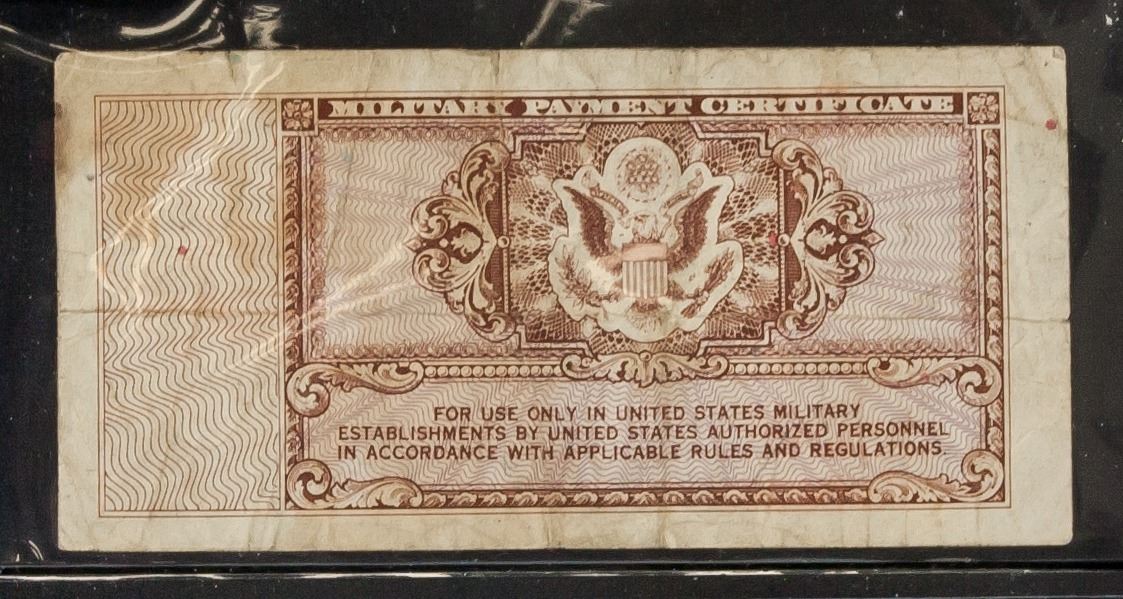 MILITARY PAYMENT CERTIFICATE
FOR USE ONLY IN UNITED STATES MILITARY
ESTABLISHMENTS BY UNITED STATES AUTHORIZED PERSONNEL
IN ACCORDANCE WITH APPLICABLE RULES AND REGULATIONS.